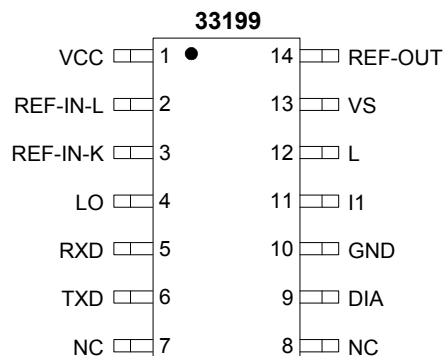 33199
VCC 1 14 REF-OUT
REF-IN-L 2 13 VS
REF-IN-K 3 12 L
LO 4 11 I1
RXD 5 10 GND
TXD 6 9 DIA
NC 7 8 NC